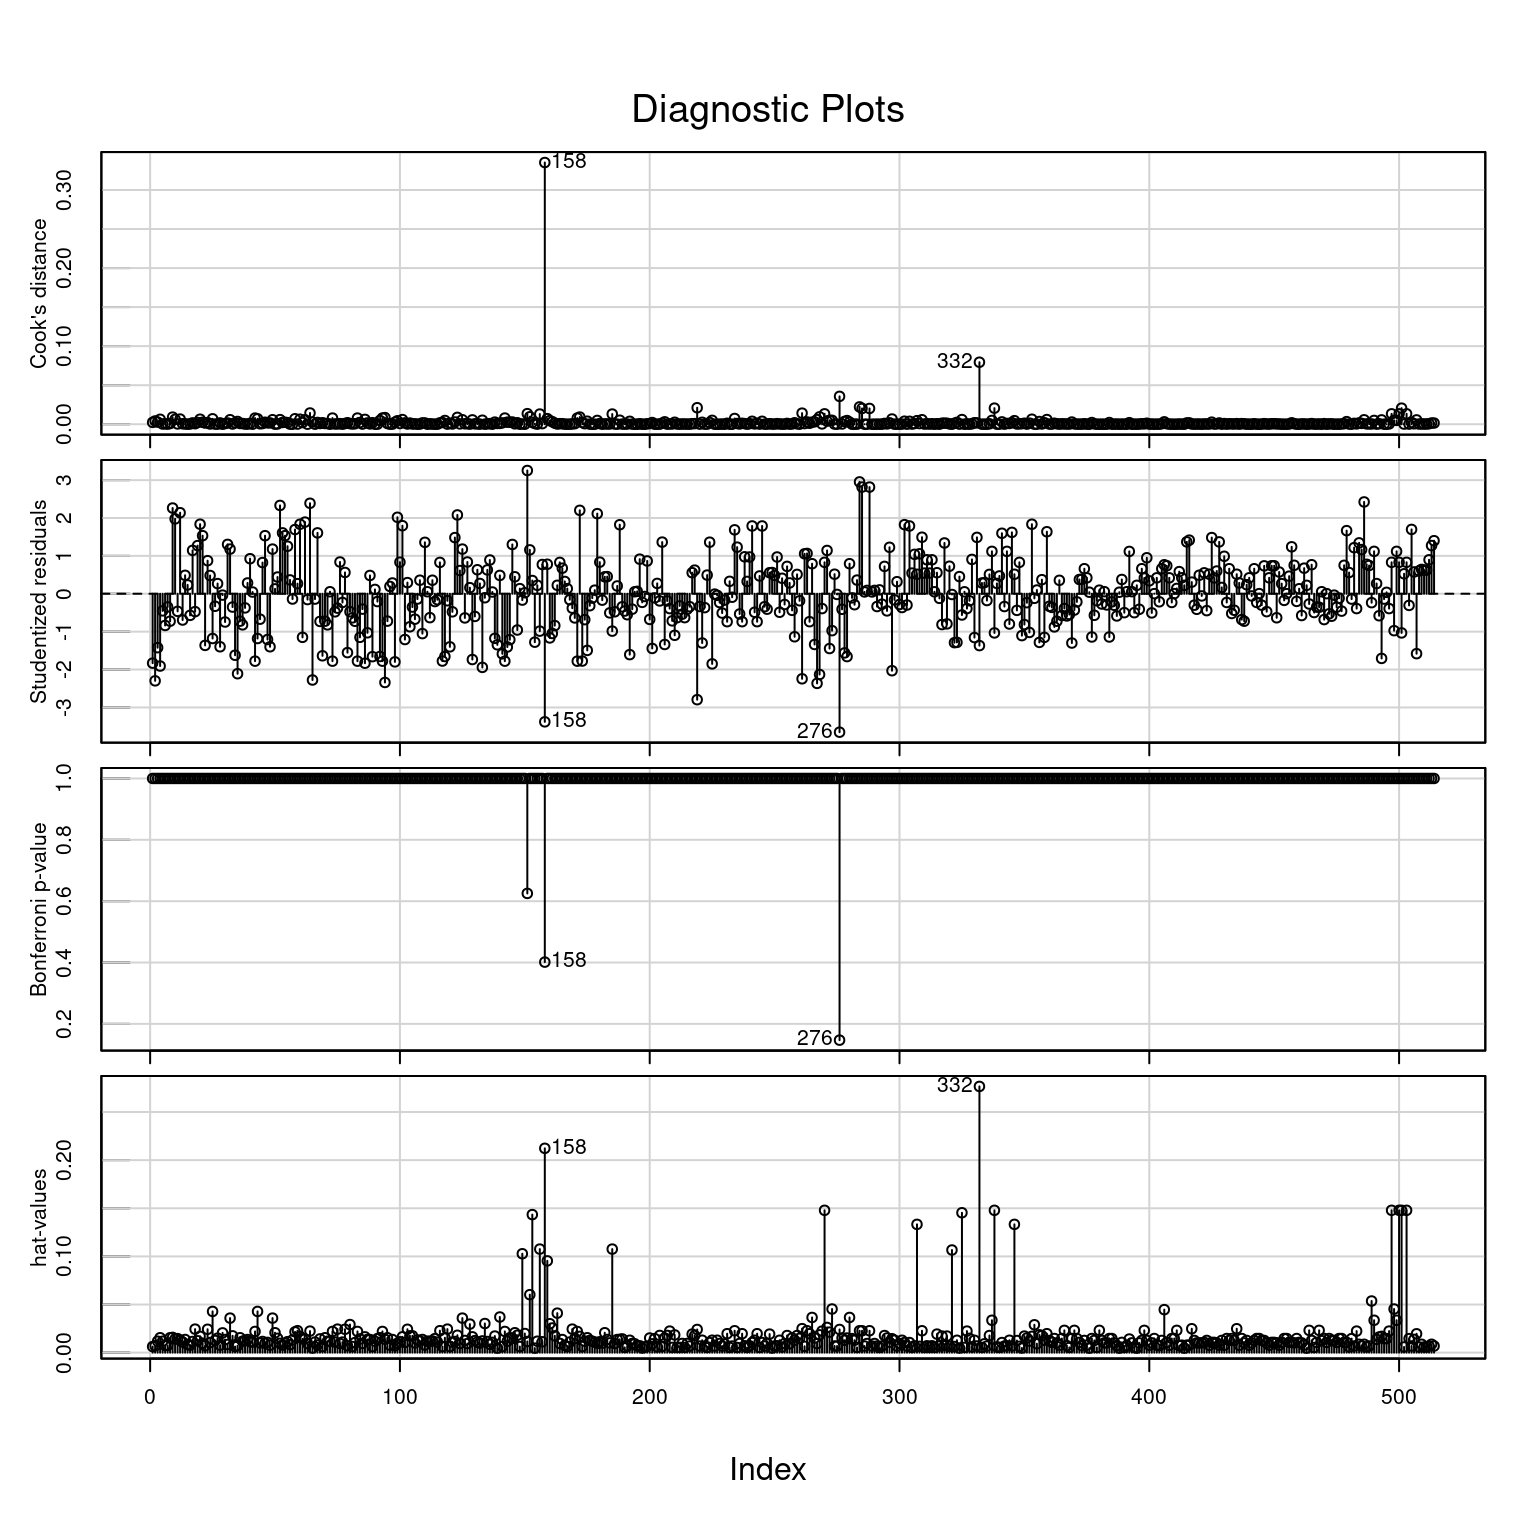 Diagnostic Plots
Cook's distance
0.00 0.10 0.20 0.30
158
332
Studentized residuals
-3 -2 -1 0 1 2 3
158
276
Bonferroni p-value
0.2 0.4 0.6 0.8 1.0
158
276
hat-values
0.00 0.10 0.20
332
158
0 100 200 300 400 500
Index